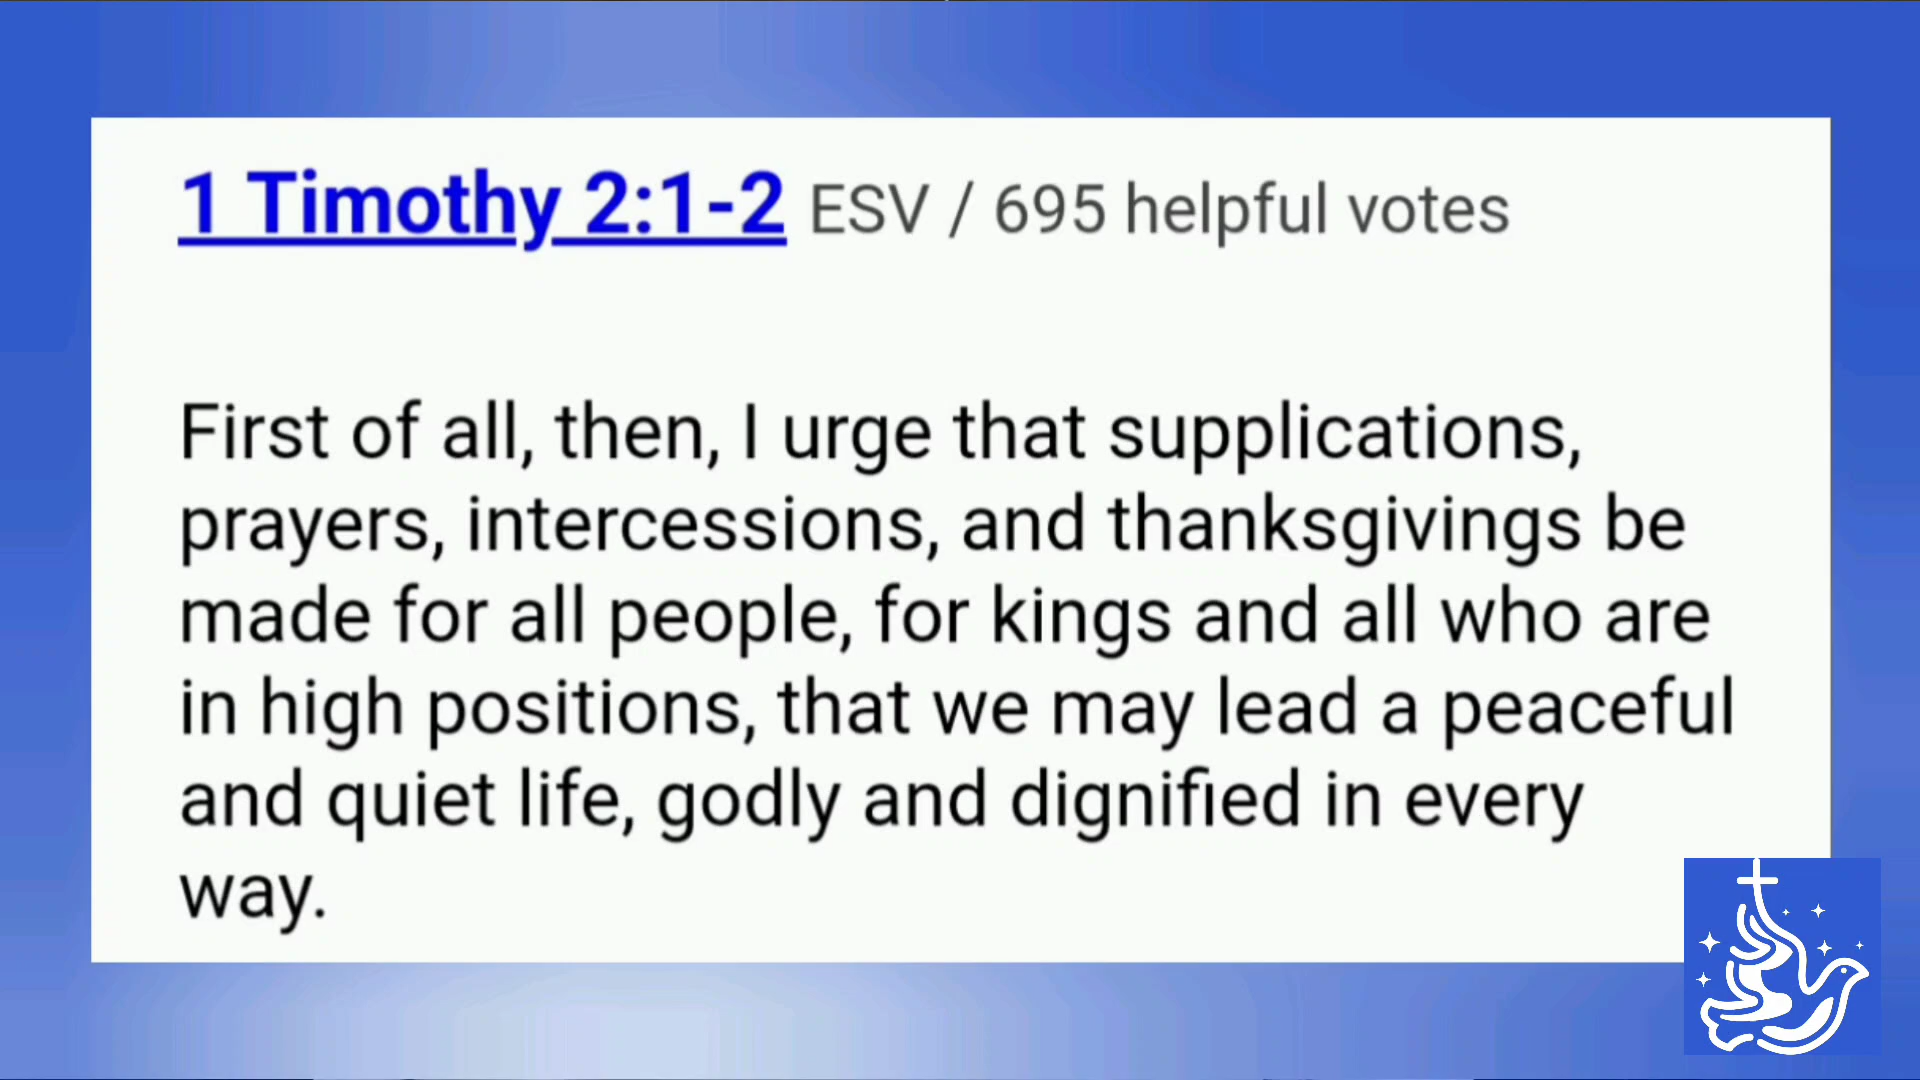 1 Timothy 2:1-2 ESV / 695 helpful votes
First of all, then, I urge that supplications,
prayers, intercessions, and thanksgivings be
made for all people, for kings and all who are
in high positions, that we may lead a peaceful
and quiet life, godly and dignified in every
way.